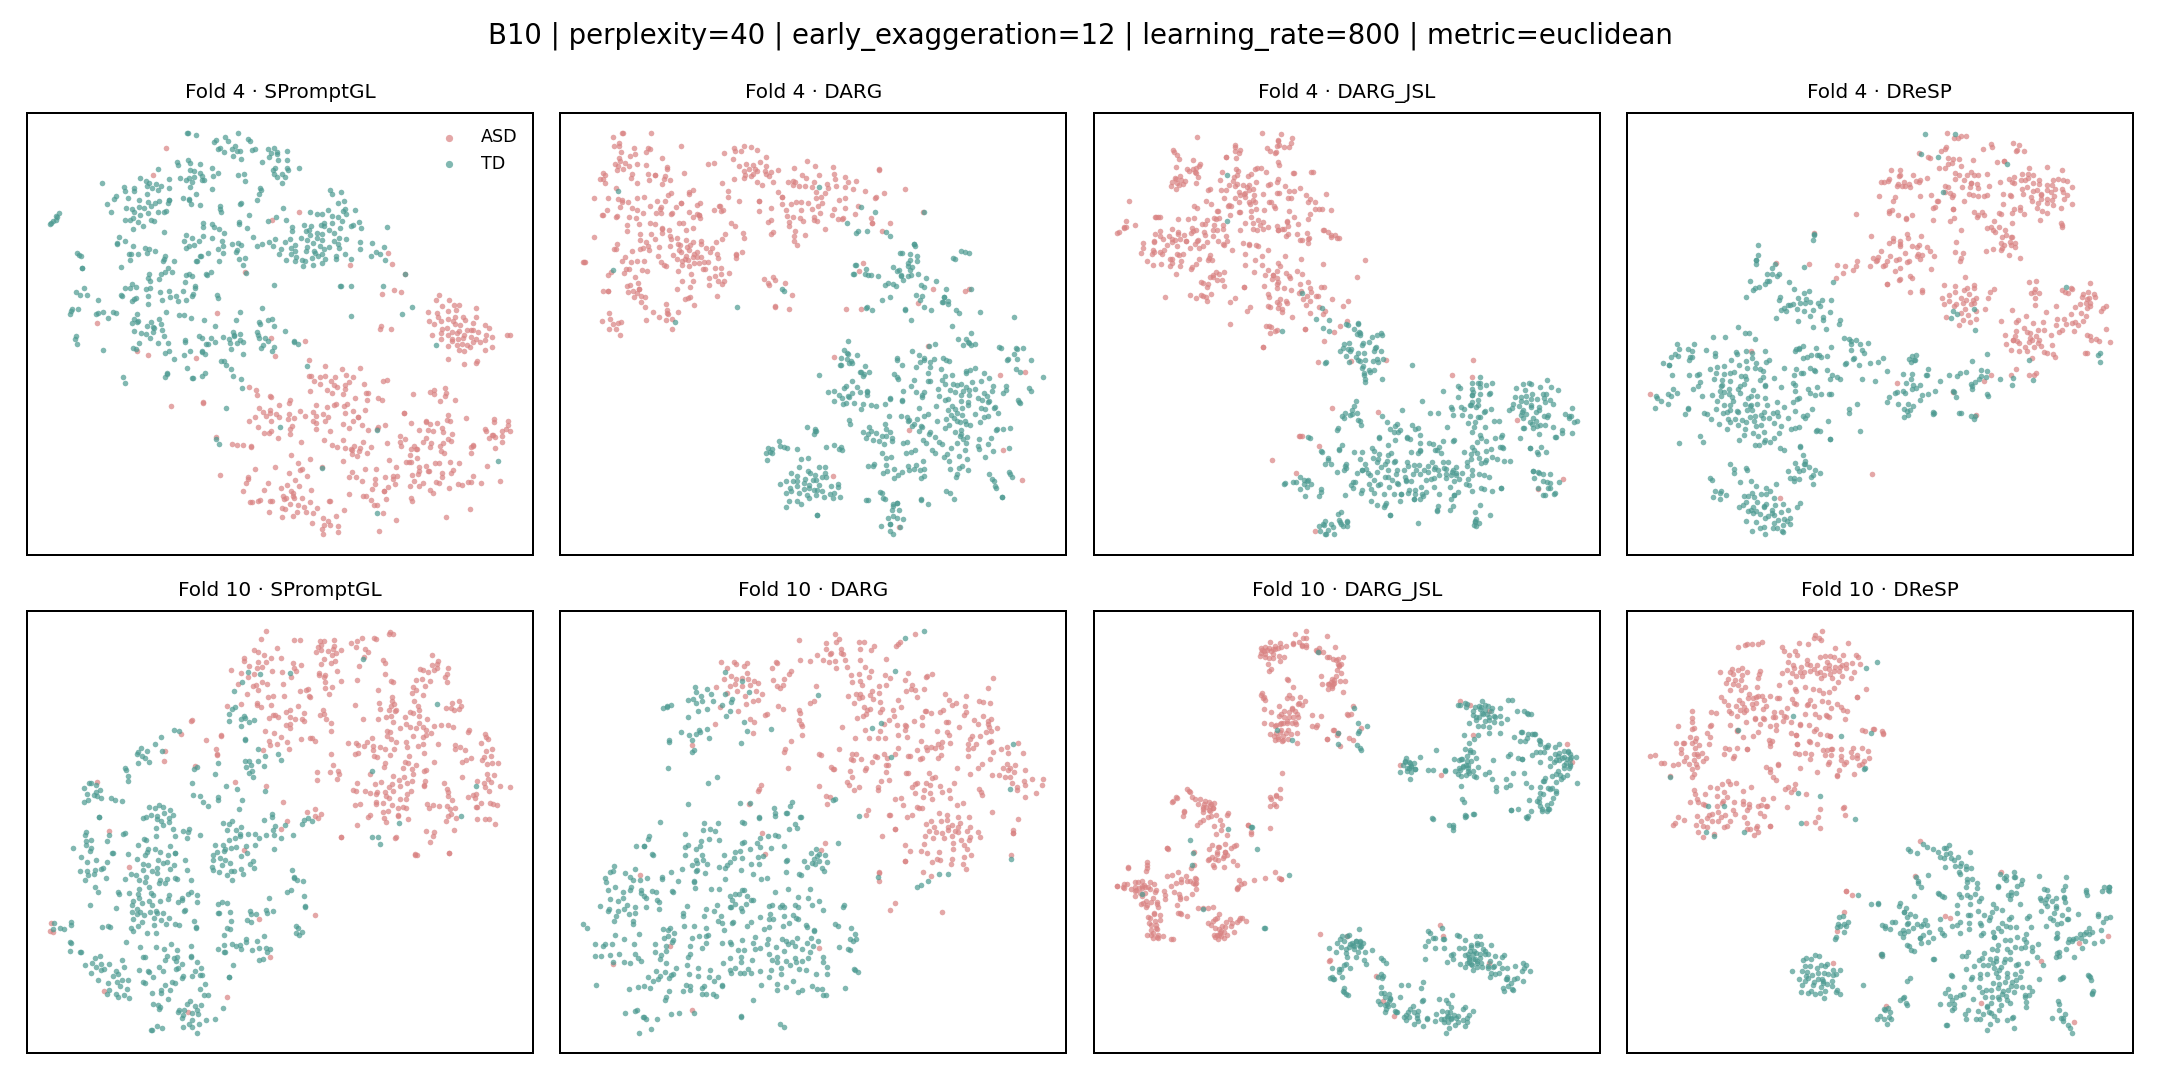 B10 | perplexity=40 | early_exaggeration=12 | learning_rate=800 | metric=euclidean
Fold 4 · SPromptGL
Fold 4 · DARG
Fold 4 · DARG_JSL
Fold 4 · DReSP
ASD
TD
Fold 10 · SPromptGL
Fold 10 · DARG
Fold 10 · DARG_JSL
Fold 10 · DReSP